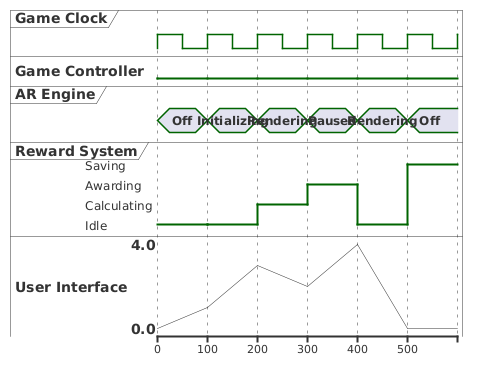 Game Clock
Game Controller
AR Engine
Off Initializing Rendering Paused Rendering Off
Reward System
Saving
Awarding
Calculating
Idle
4.0
User Interface
0.0
0 100 200 300 400 500